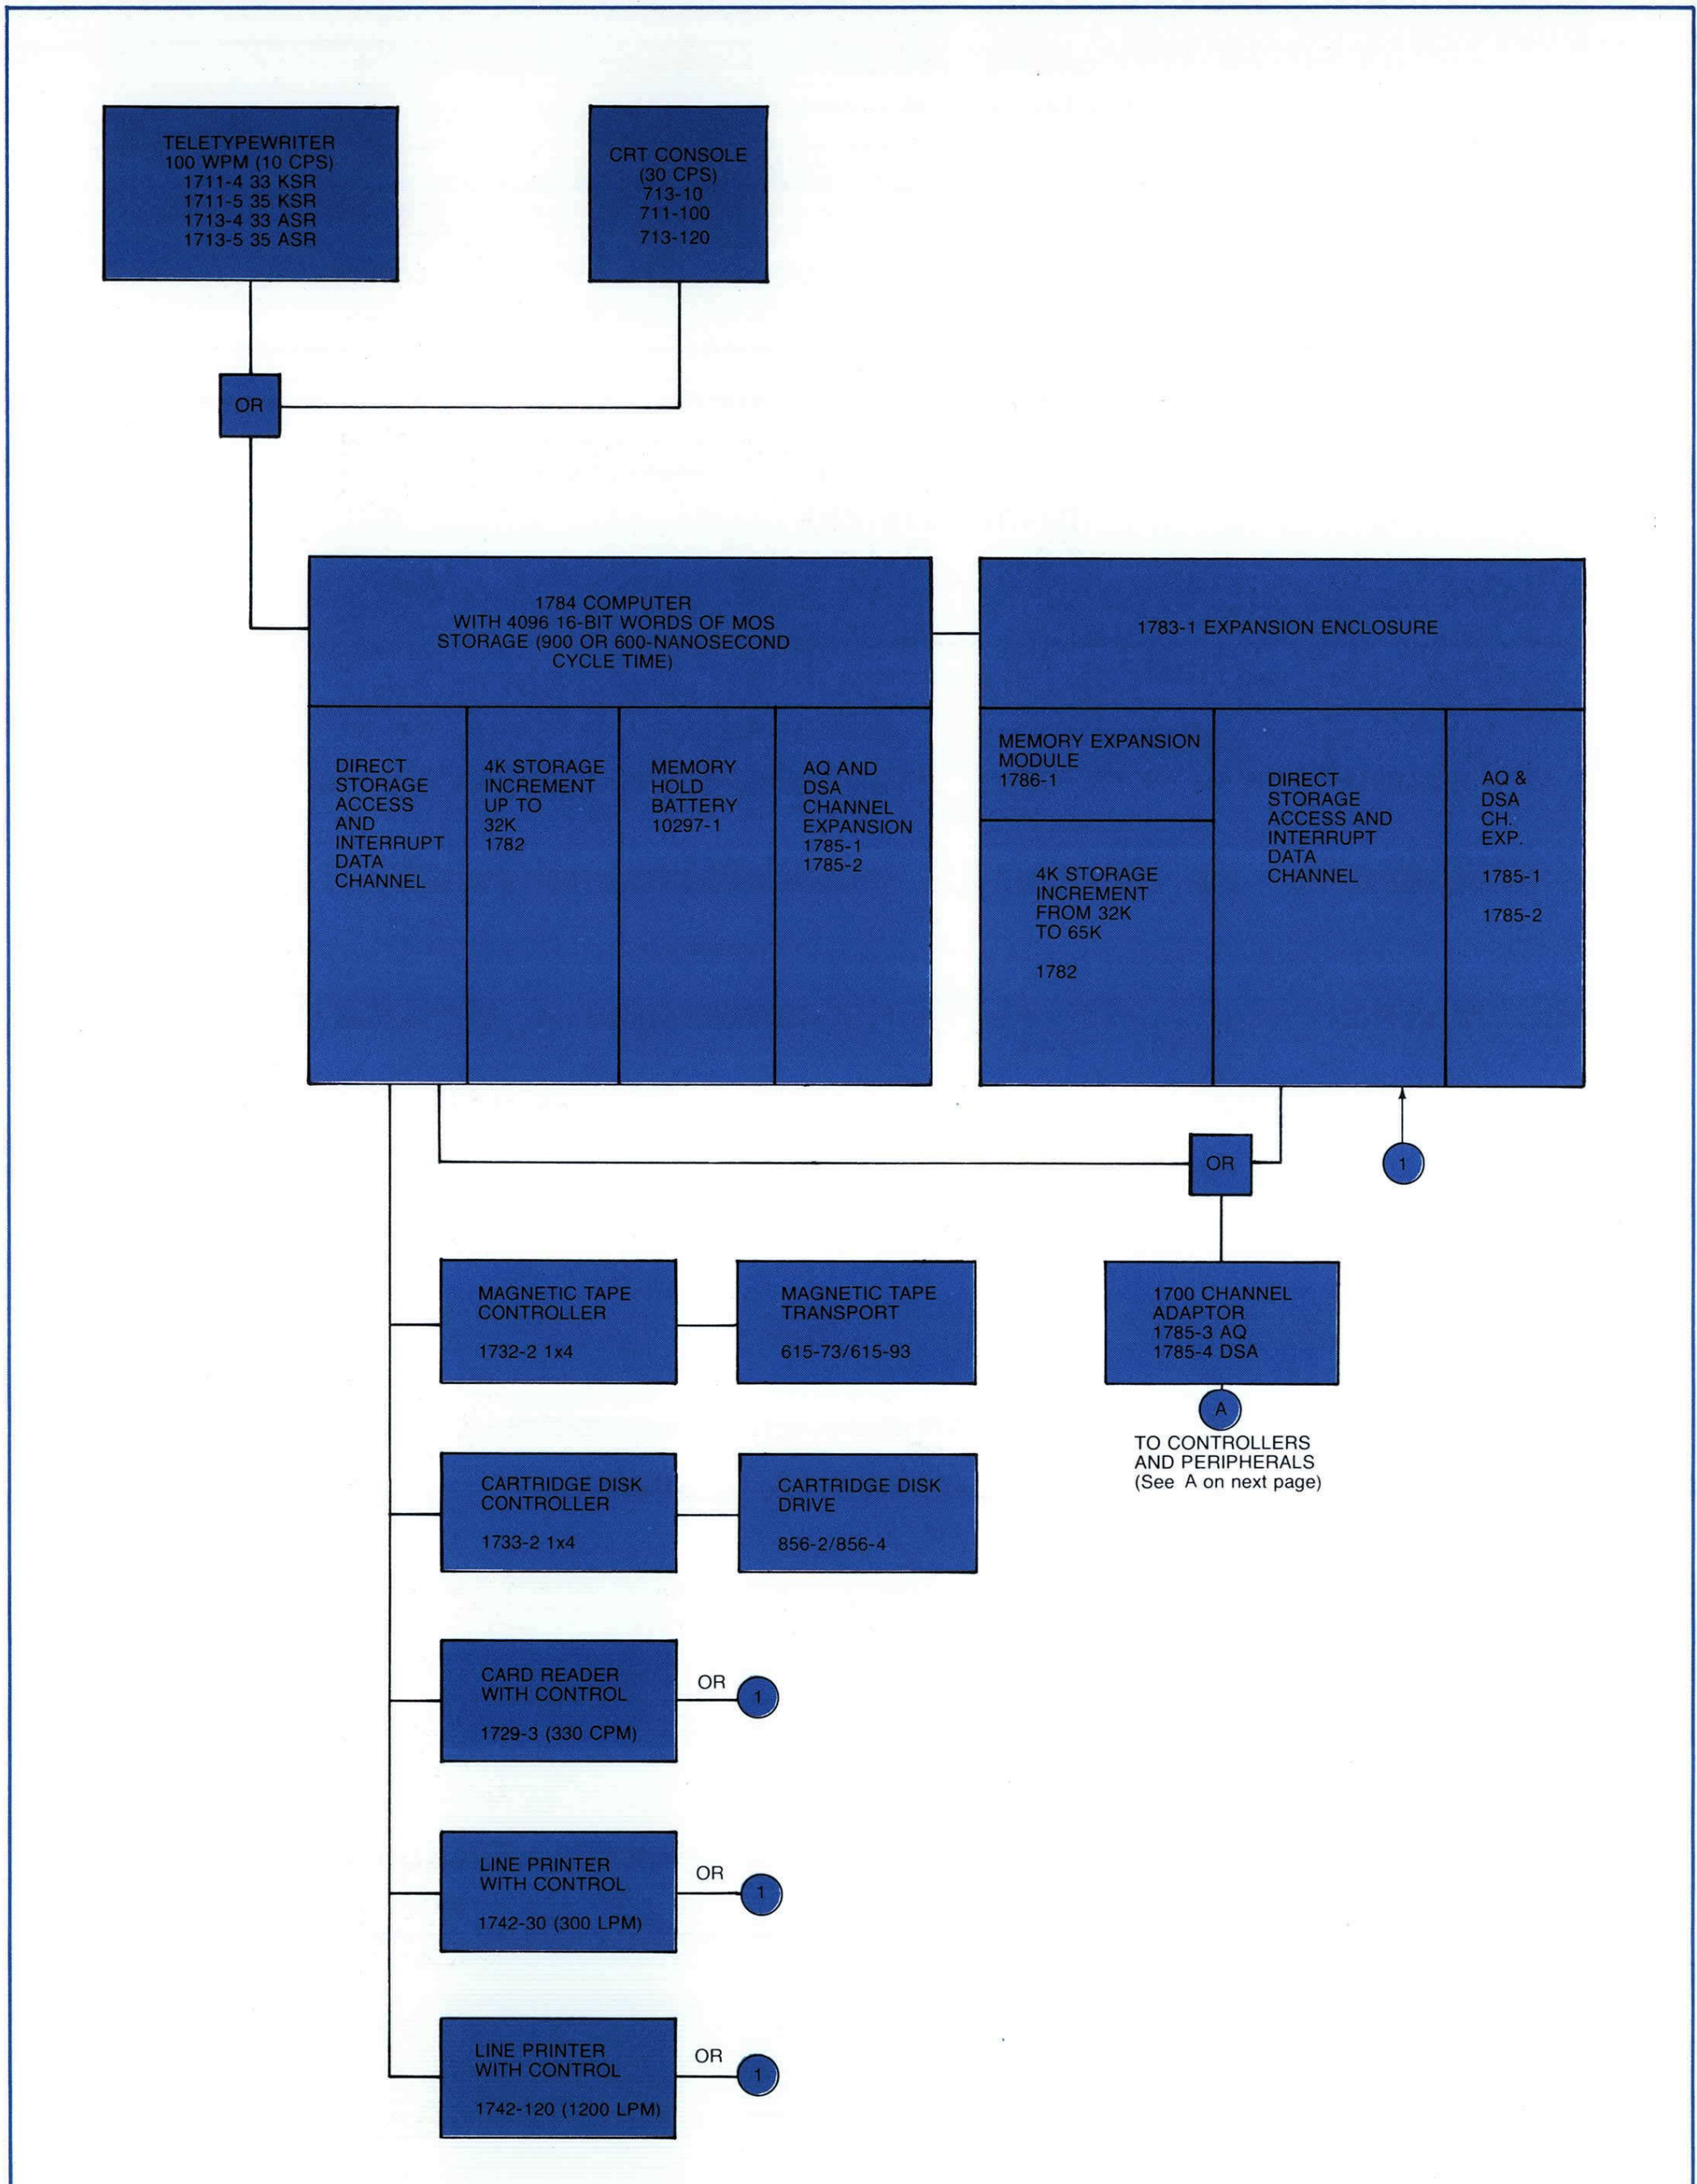 TELETYPEWRITER
100 WPM (10 CPS)
1711-4 33 KSR
1711-5 35 KSR
1713-4 33 ASR
1713-5 35 ASR
CRT CONSOLE
(30 CPS)
713-10
711-100
713-120
OR
1784 COMPUTER
WITH 4096 16-BIT WORDS OF MOS
STORAGE (900 OR 600-NANOSECOND
CYCLE TIME)
DIRECT
STORAGE
ACCESS
AND
INTERRUPT
DATA
CHANNEL
4K STORAGE
INCREMENT
UP TO
32K
1782
MEMORY
HOLD
BATTERY
10297-1
AQ AND
DSA
CHANNEL
EXPANSION
1785-1
1785-2
1783-1 EXPANSION ENCLOSURE
MEMORY EXPANSION
MODULE
1786-1
4K STORAGE
INCREMENT
FROM 32K
TO 65K
1782
DIRECT
STORAGE
ACCESS AND
INTERRUPT
DATA
CHANNEL
AQ &
DSA
CH.
EXP.
1785-1
1785-2
OR
1
MAGNETIC TAPE
CONTROLLER
1732-2 1x4
MAGNETIC TAPE
TRANSPORT
615-73/615-93
1700 CHANNEL
ADAPTOR
1785-3 AQ
1785-4 DSA
A
TO CONTROLLERS
AND PERIPHERALS
(See A on next page)
CARTRIDGE DISK
CONTROLLER
1733-2 1x4
CARTRIDGE DISK
DRIVE
856-2/856-4
CARD READER
WITH CONTROL
1729-3 (330 CPM)
OR
1
LINE PRINTER
WITH CONTROL
1742-30 (300 LPM)
OR
1
LINE PRINTER
WITH CONTROL
1742-120 (1200 LPM)
OR
1